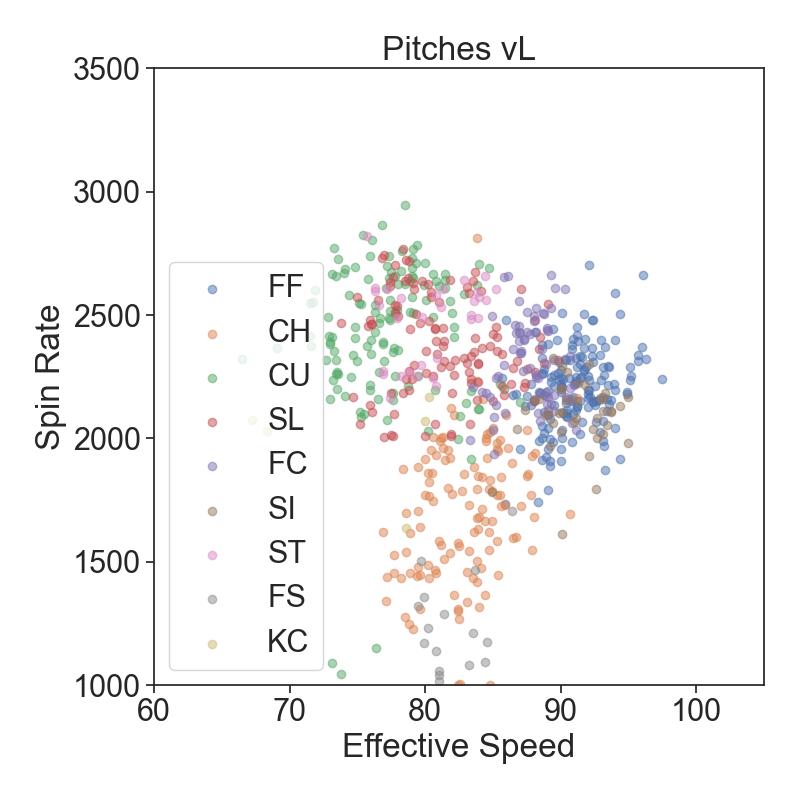 Pitches vL
3500
3000
2500
2000
1500
1000
Spin Rate
FF
CH
CU
SL
FC
SI
ST
FS
KC
60 70 80 90 100
Effective Speed